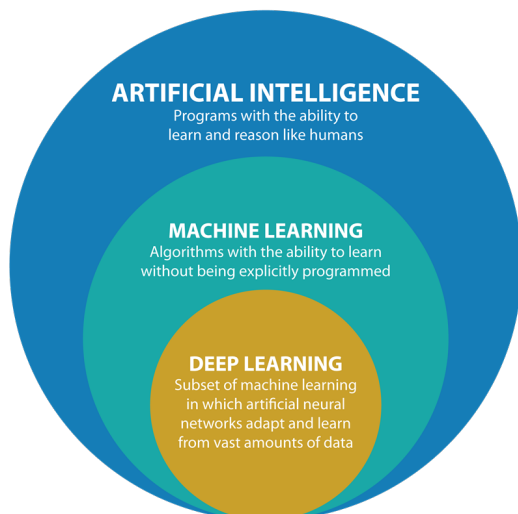 ARTIFICIAL INTELLIGENCE
Programs with the ability to
learn and reason like humans
MACHINE LEARNING
Algorithms with the ability to learn
without being explicitly programmed
DEEP LEARNING
Subset of machine learning
in which artificial neural
networks adapt and learn
from vast amounts of data